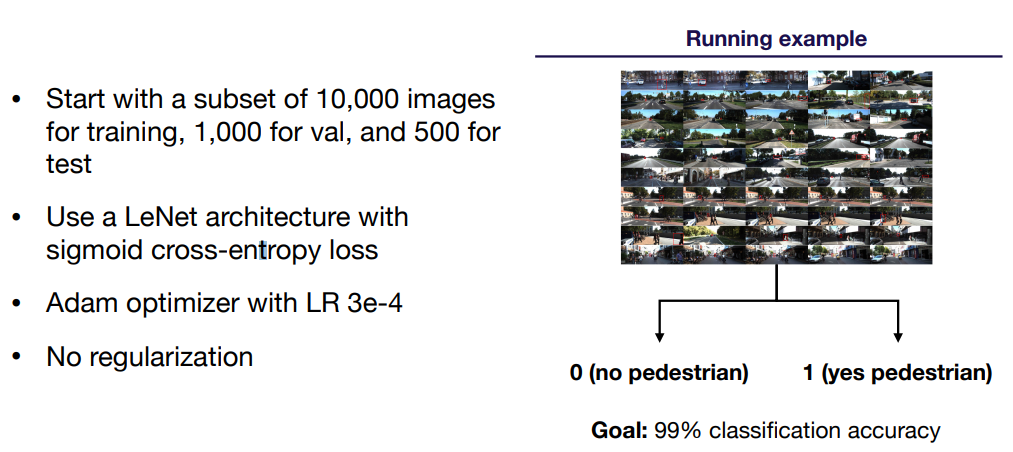 • Start with a subset of 10,000 images
for training, 1,000 for val, and 500 for
test
• Use a LeNet architecture with
sigmoid cross-entropy loss
• Adam optimizer with LR 3e-4
• No regularization
Running example
0 (no pedestrian)
1 (yes pedestrian)
Goal: 99% classification accuracy